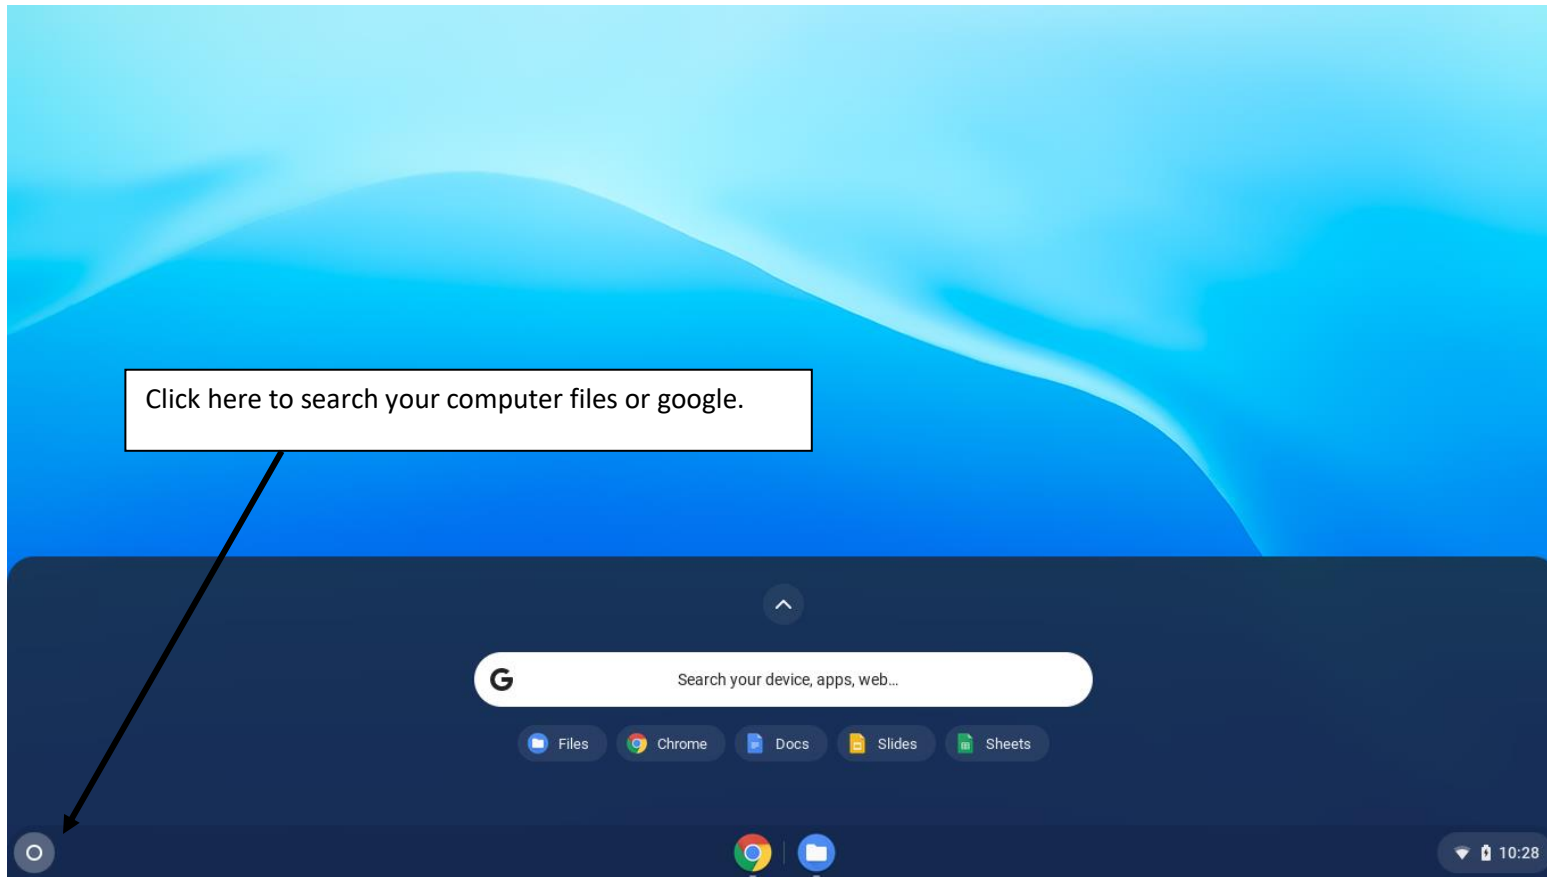 Click here to search your computer files or google.
G Search your device, apps, web...
Files Chrome Docs Slides Sheets
10:28